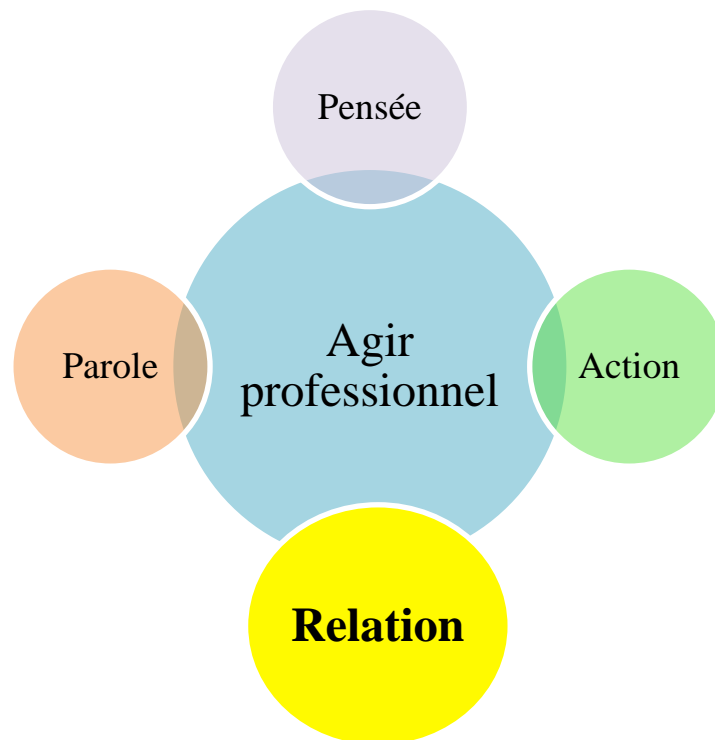 Pensée
Parole
Agir
professionnel
Action
Relation